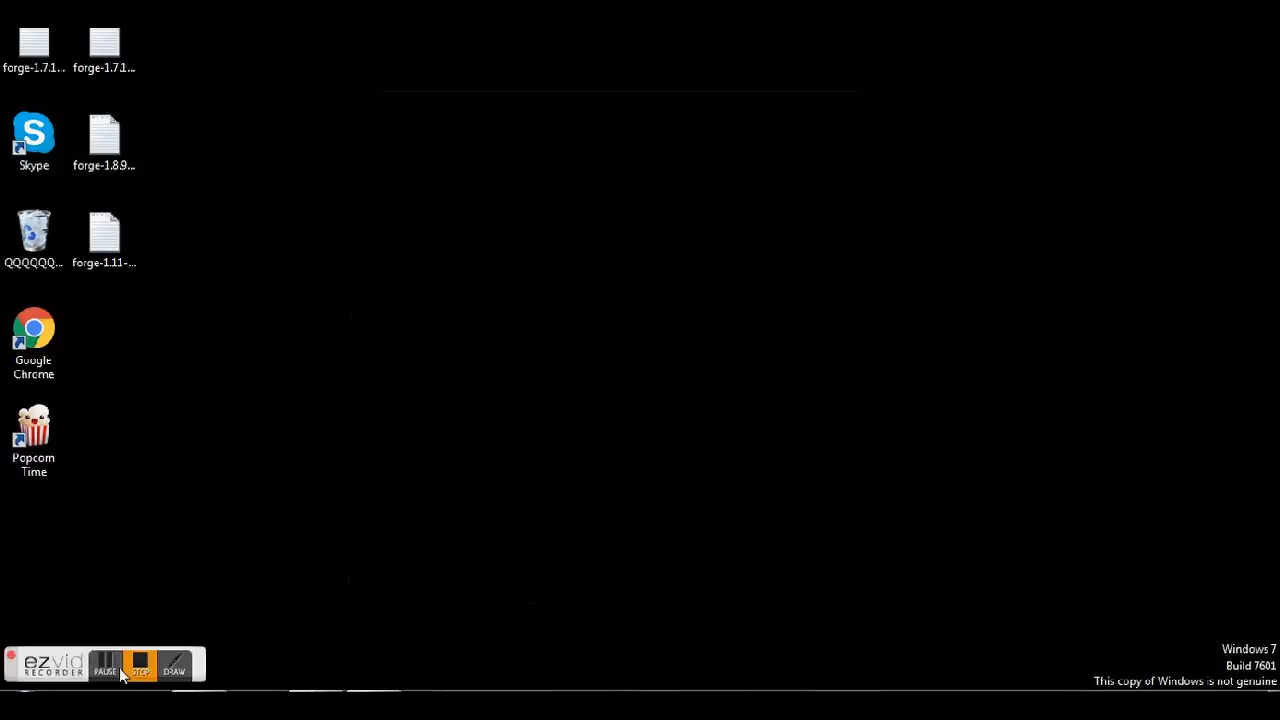 forge-1.7.1...
forge-1.7.1...
Skype
forge-1.8.9...
QQQQQQ...
forge-1.11-...
Google
Chrome
Popcorn
Time
ezvid
RECORDER
PAUSE
STOP
DRAW
Windows 7
Build 7601
This copy of Windows is not genuine